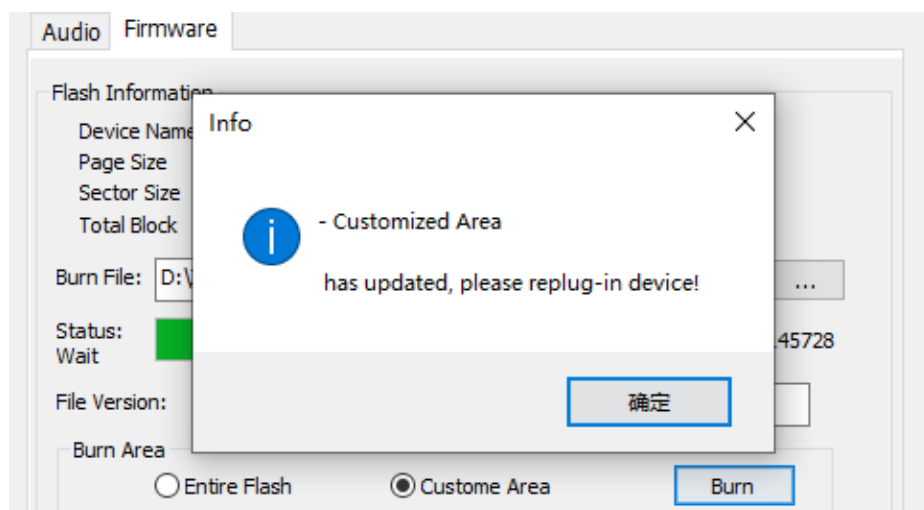 Audio Firmware
Flash Information
Device Name
Info
Page Size
Sector Size
Total Block
- Customized Area
has updated, please replug-in device!
Burn File: D:\ ...
Status:
Wait
45728
File Version:
确定
Burn Area
Entire Flash Custome Area Burn